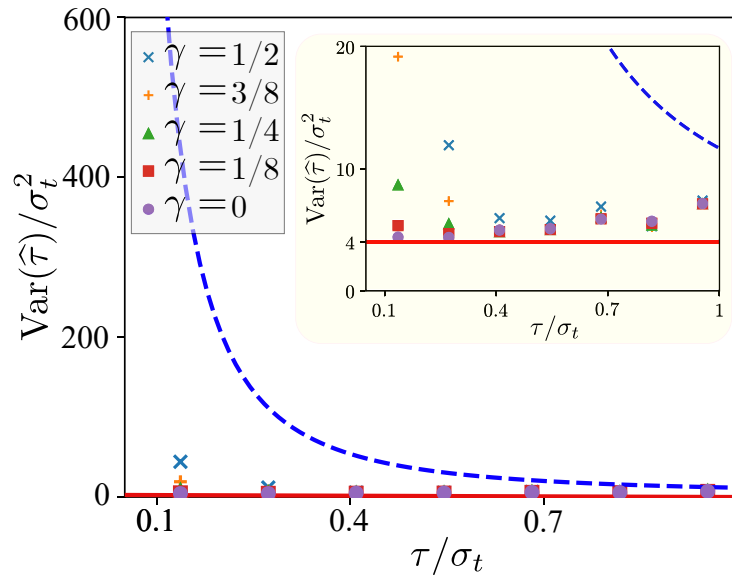 600
400
200
0
Var(τ̂)/σ_t^2
γ = 1/2
γ = 3/8
γ = 1/4
γ = 1/8
γ = 0
20
10
4
0
Var(τ̂)/σ_t^2
0.1 0.4 0.7 1
τ/σ_t
0.1 0.4 0.7
τ/σ_t